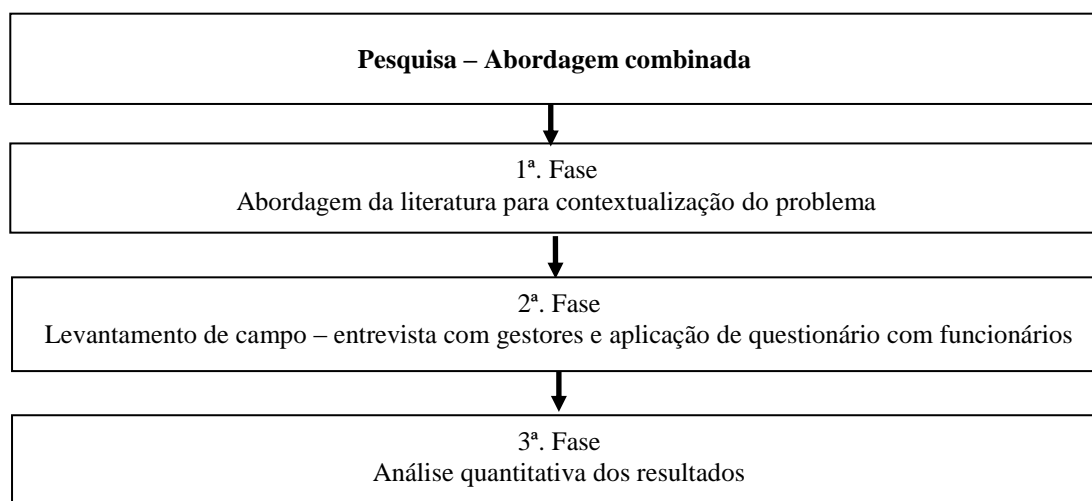 Pesquisa – Abordagem combinada
1ª. Fase
Abordagem da literatura para contextualização do problema
2ª. Fase
Levantamento de campo – entrevista com gestores e aplicação de questionário com funcionários
3ª. Fase
Análise quantitativa dos resultados